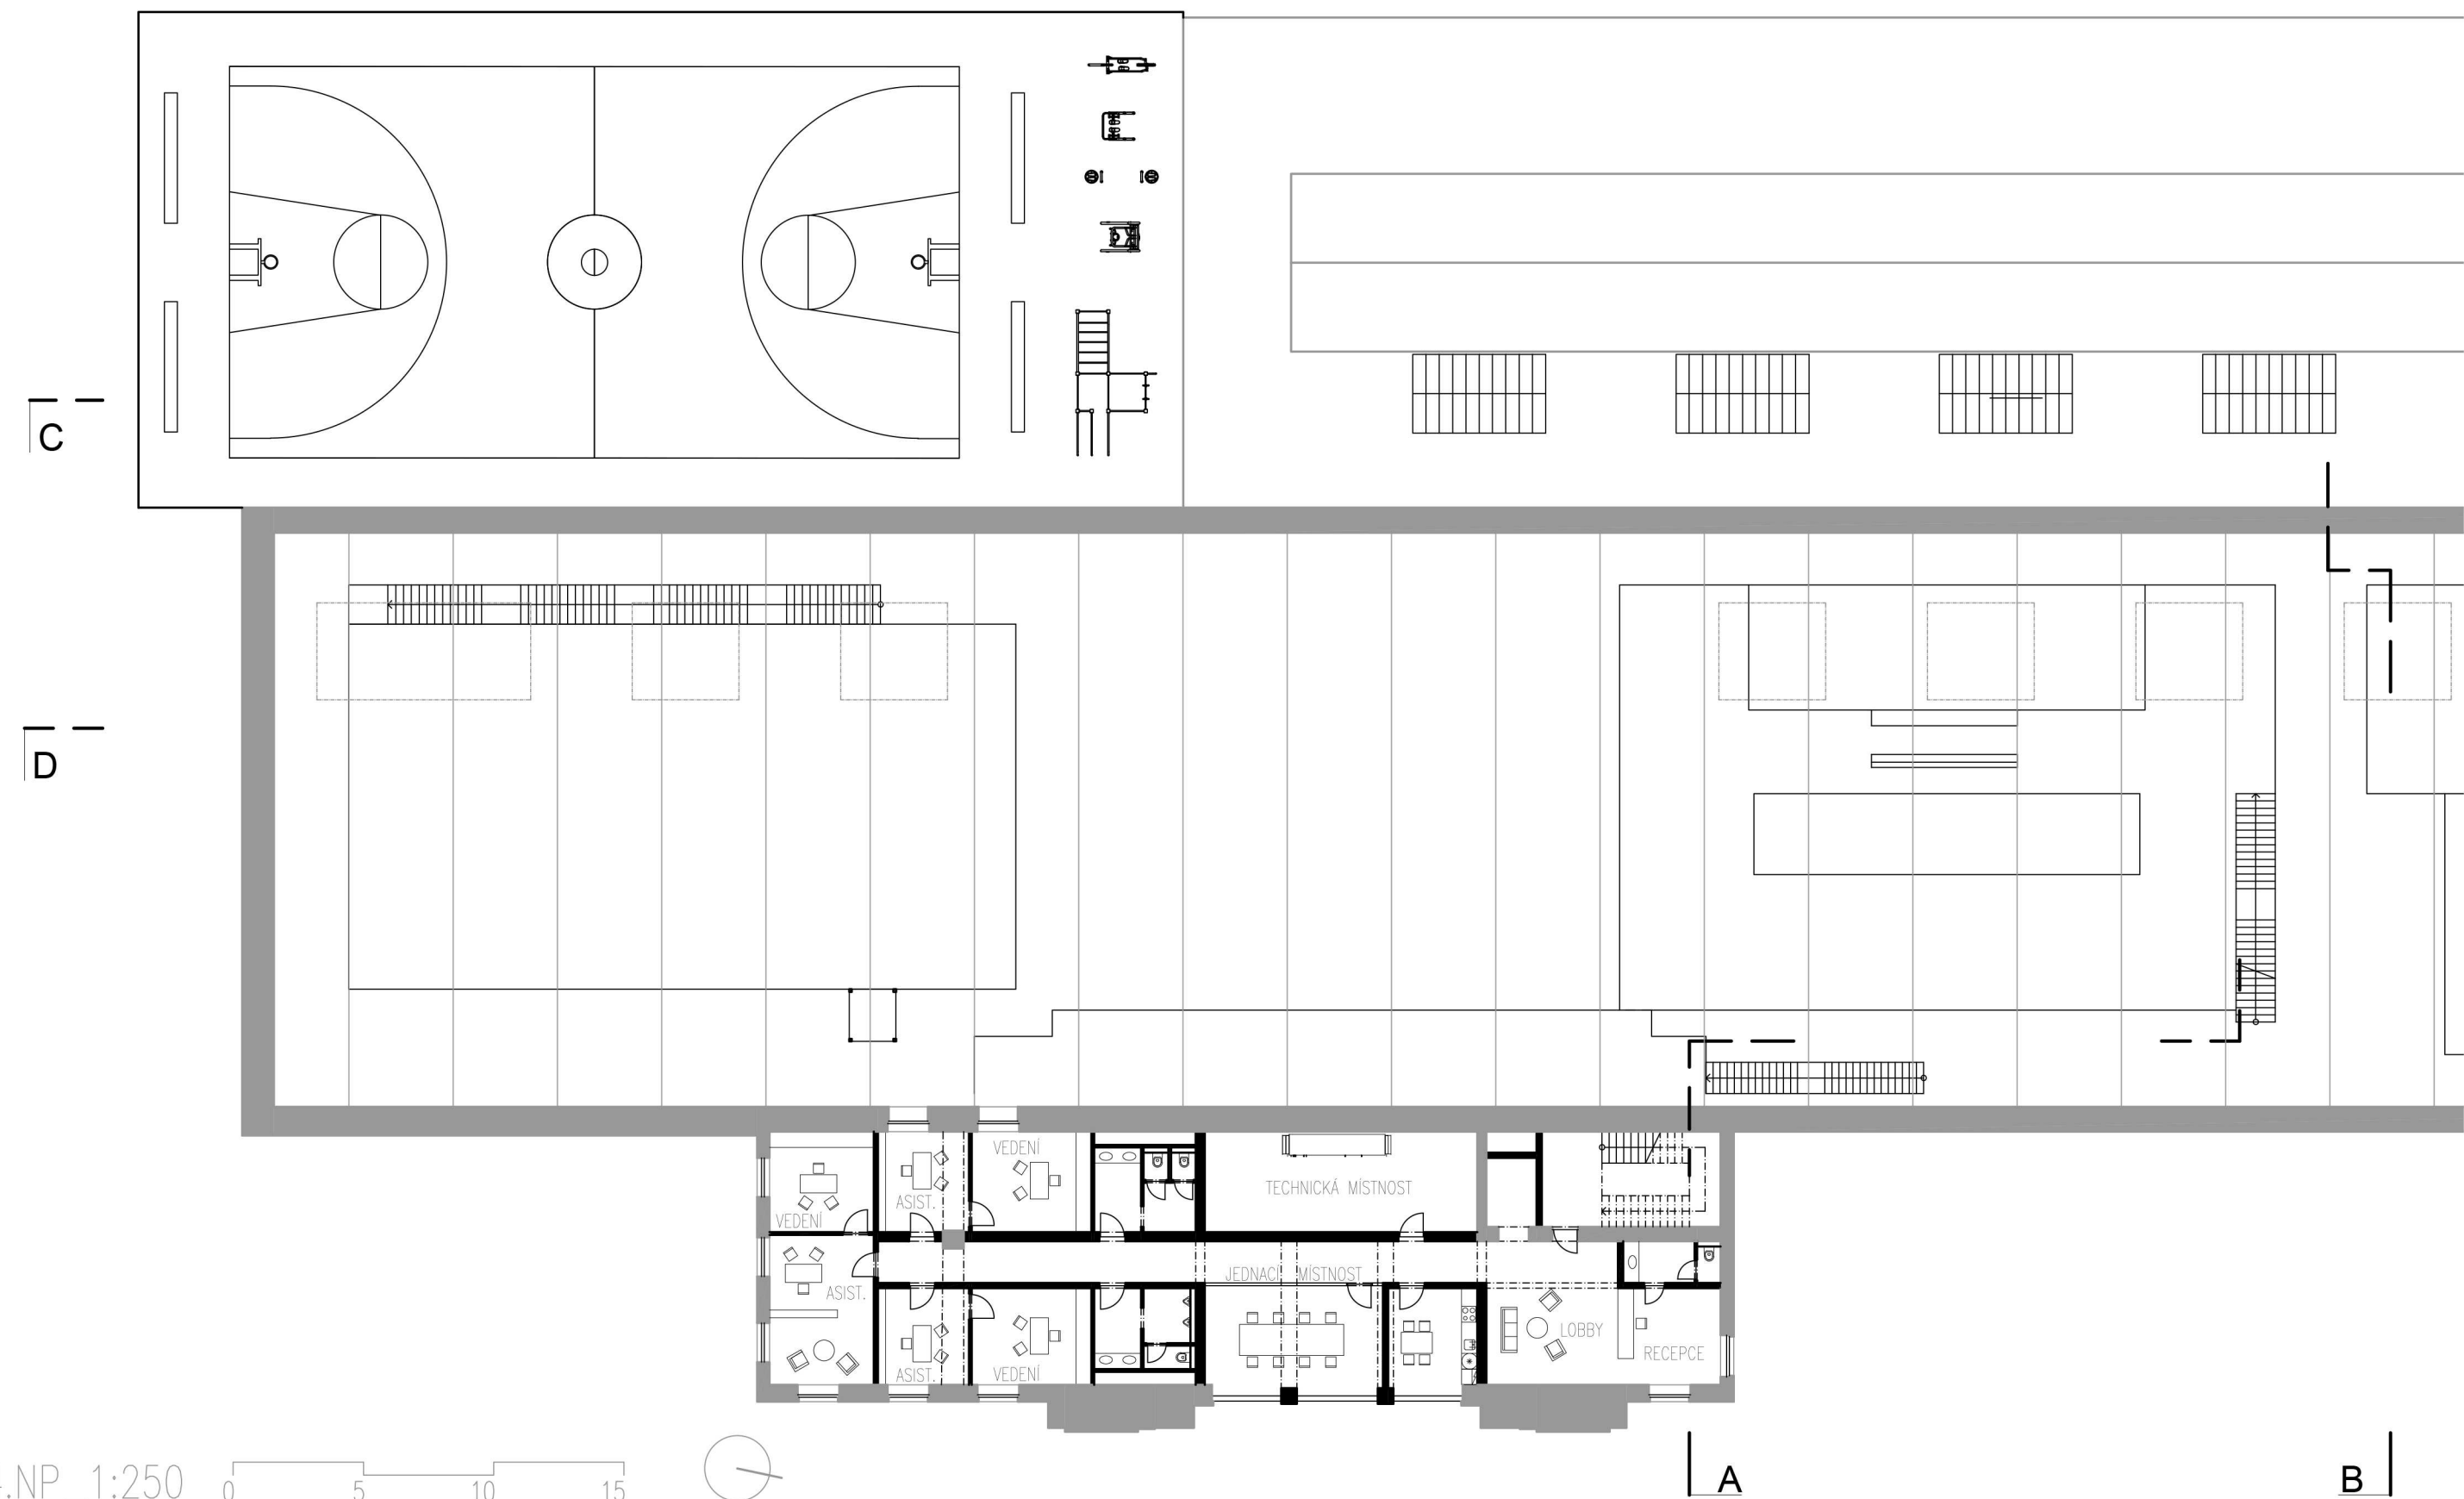 C
D
VEDENÍ
ASIST.
VEDENÍ
TECHNICKÁ MÍSTNOST
ASIST.
JEDNACÍ MÍSTNOST
ASIST.
VEDENÍ
LOBBY
RECEPCE
.NP 1:250
0 5 10 15
A
B